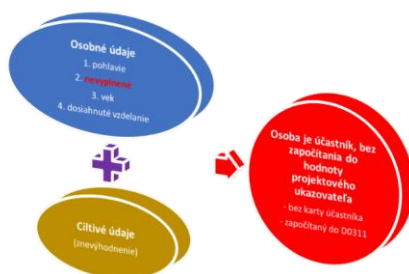 Osobné údaje
1. pohlavie
2. nevyplnené
3. vek
4. dosiahnuté vzdelanie
Citlivé údaje
(znevýhodnenie)
Osoba je účastník, bez
započítania do
hodnoty
projektového
ukazovateľa
- bez karty účastníka
- započítaný do D0311